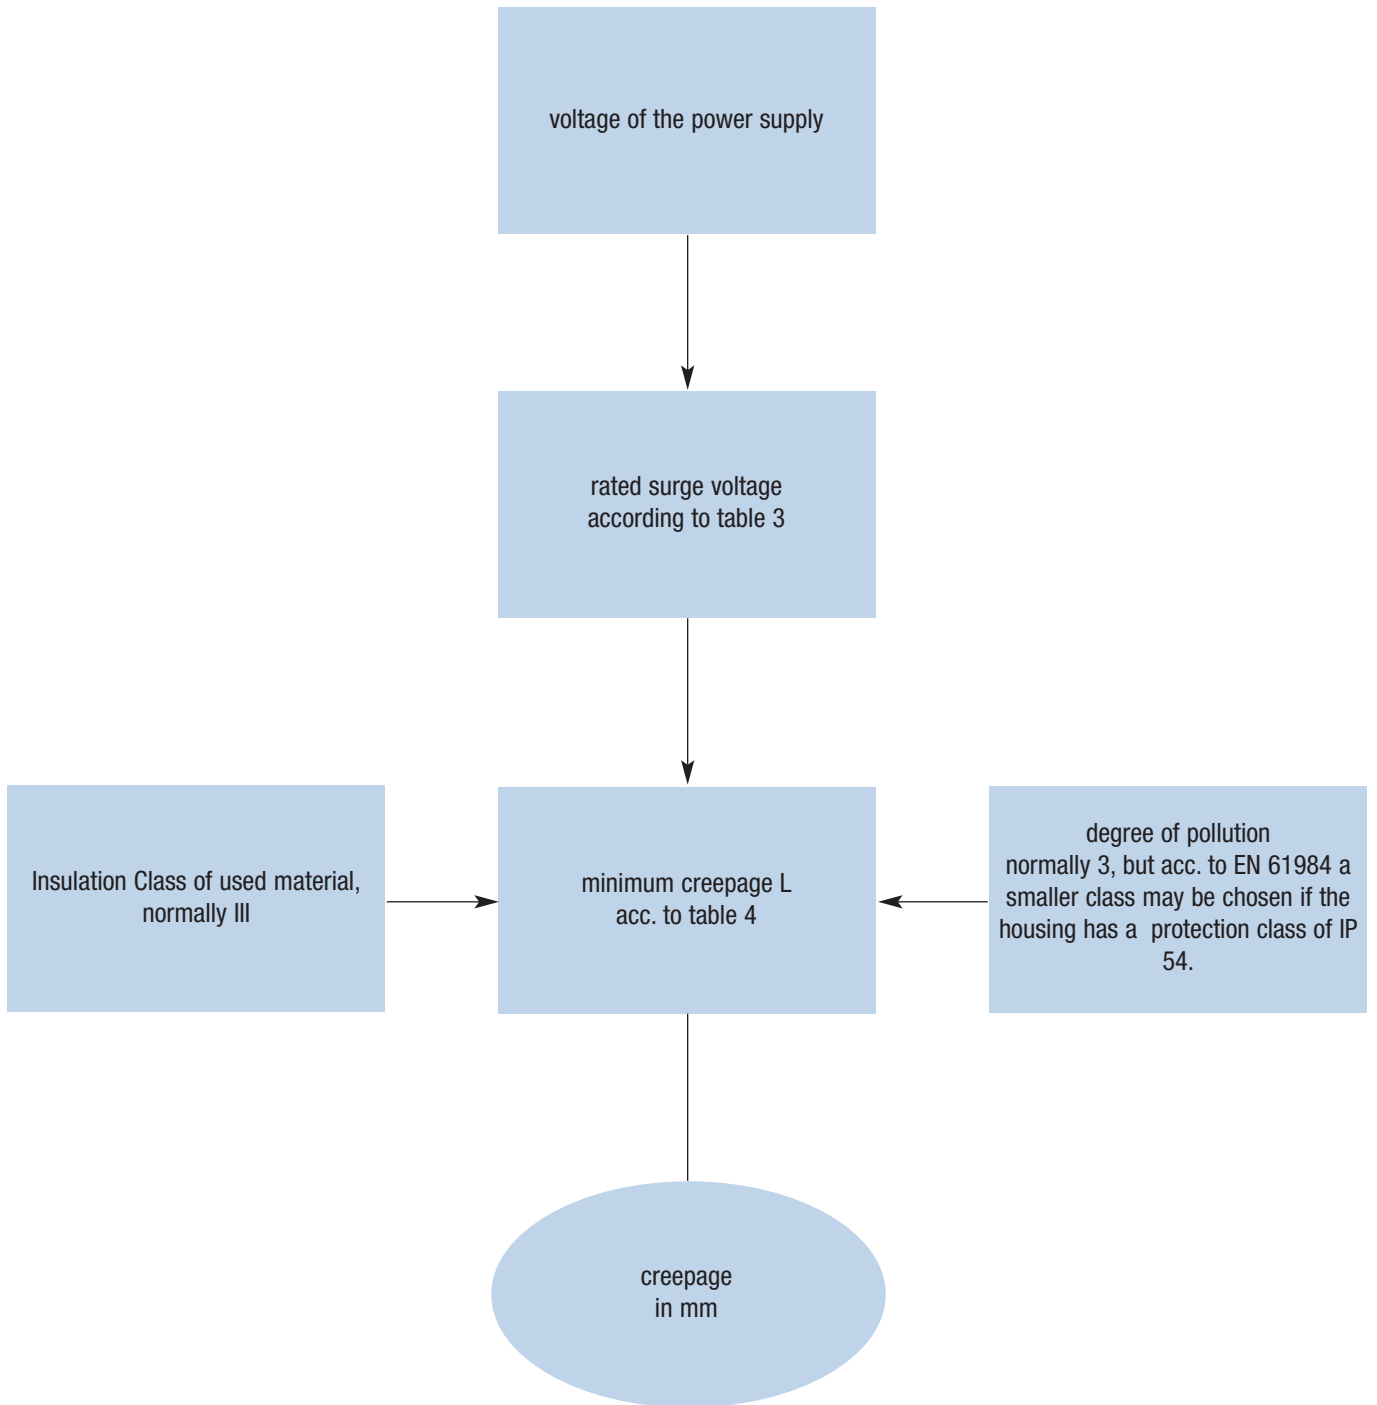 voltage of the power supply
rated surge voltage
according to table 3
Insulation Class of used material,
normally III
minimum creepage L
acc. to table 4
degree of pollution
normally 3, but acc. to EN 61984 a
smaller class may be chosen if the
housing has a  protection class of IP
54.
creepage
in mm